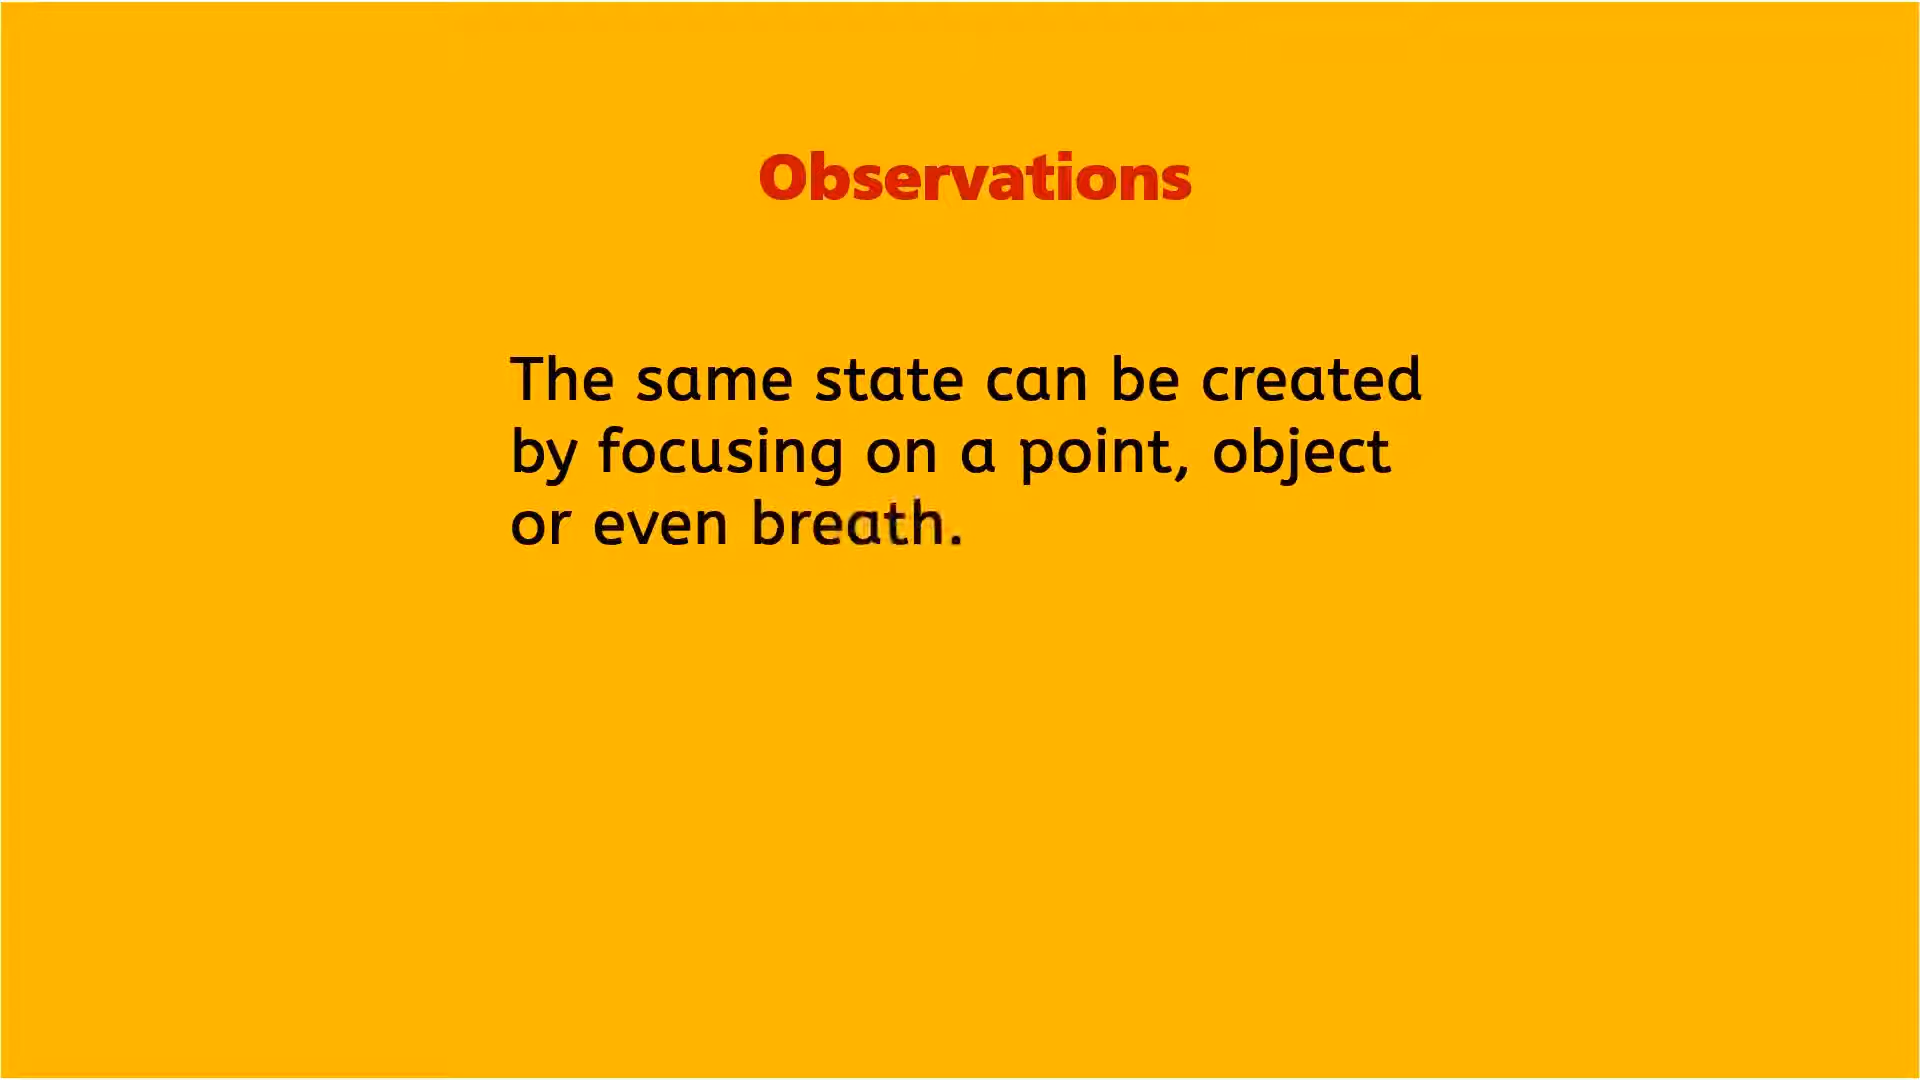 Observations
The same state can be created
by focusing on a point, object
or even breath.